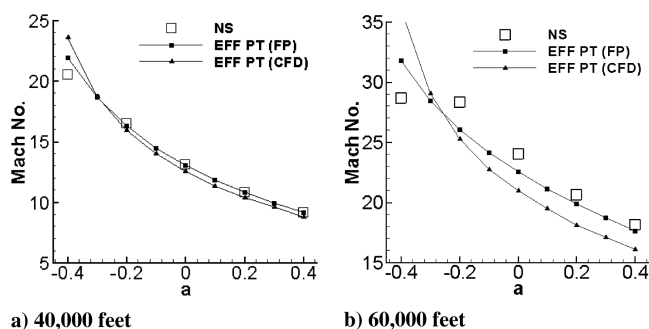 25
20
15
10
5
Mach No.
-0.4 -0.2 0 0.2 0.4
a
NS
EFF PT (FP)
EFF PT (CFD)
a) 40,000 feet
35
30
25
20
15
Mach No.
-0.4 -0.2 0 0.2 0.4
a
NS
EFF PT (FP)
EFF PT (CFD)
b) 60,000 feet